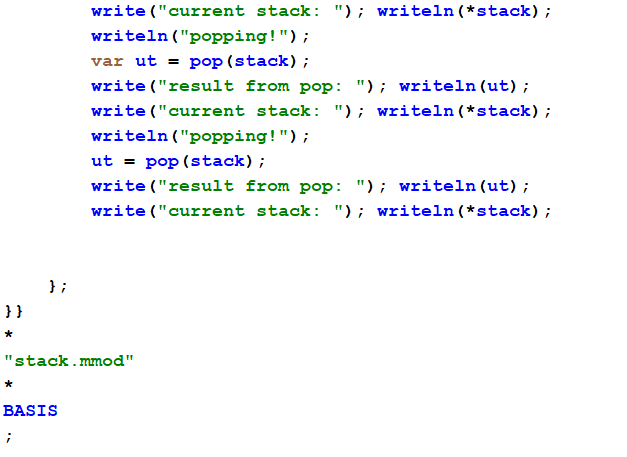 write("current stack: "); writeln(*stack);
writeln("popping!");
var ut = pop(stack);
write("result from pop: "); writeln(ut);
write("current stack: "); writeln(*stack);
writeln("popping!");
ut = pop(stack);
write("result from pop: "); writeln(ut);
write("current stack: "); writeln(*stack);
};
}}
*
"stack.mmod"
*
BASIS
;